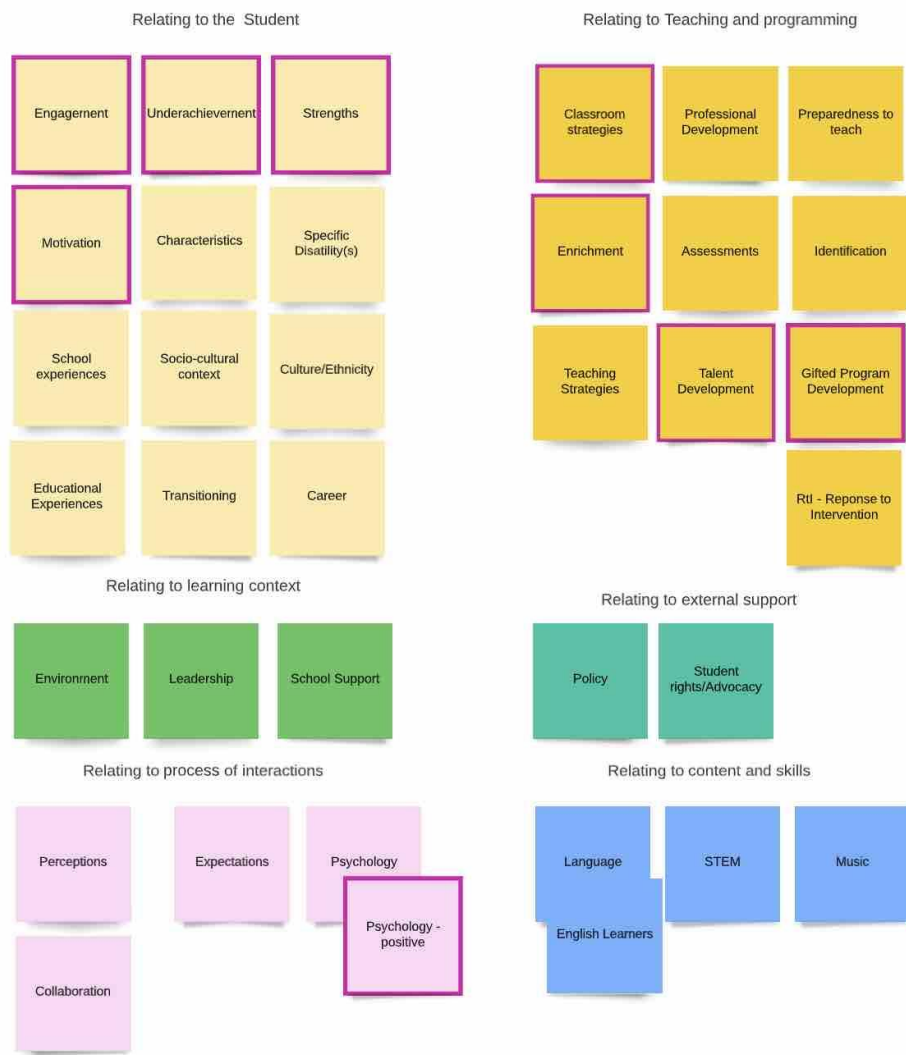 Relating to the Student
Engagement
Underachievement
Strengths
Motivation
Characteristics
Specific
Disatility(s)
School
experiences
Socio-cultural
context
Culture/Ethnicity
Educational
Experiences
Transitioning
Career
Relating to Teaching and programming
Classroom
strategies
Professional
Development
Preparedness to
teach
Enrichment
Assessments
Identification
Teaching
Strategies
Talent
Development
Gifted Program
Development
RtI - Reponse to
Intervention
Relating to learning context
Environment
Leadership
School Support
Relating to external support
Policy
Student
rights/Advocacy
Relating to process of interactions
Perceptions
Expectations
Psychology
Psychology -
positive
Collaboration
Relating to content and skills
Language
STEM
Music
English Learners